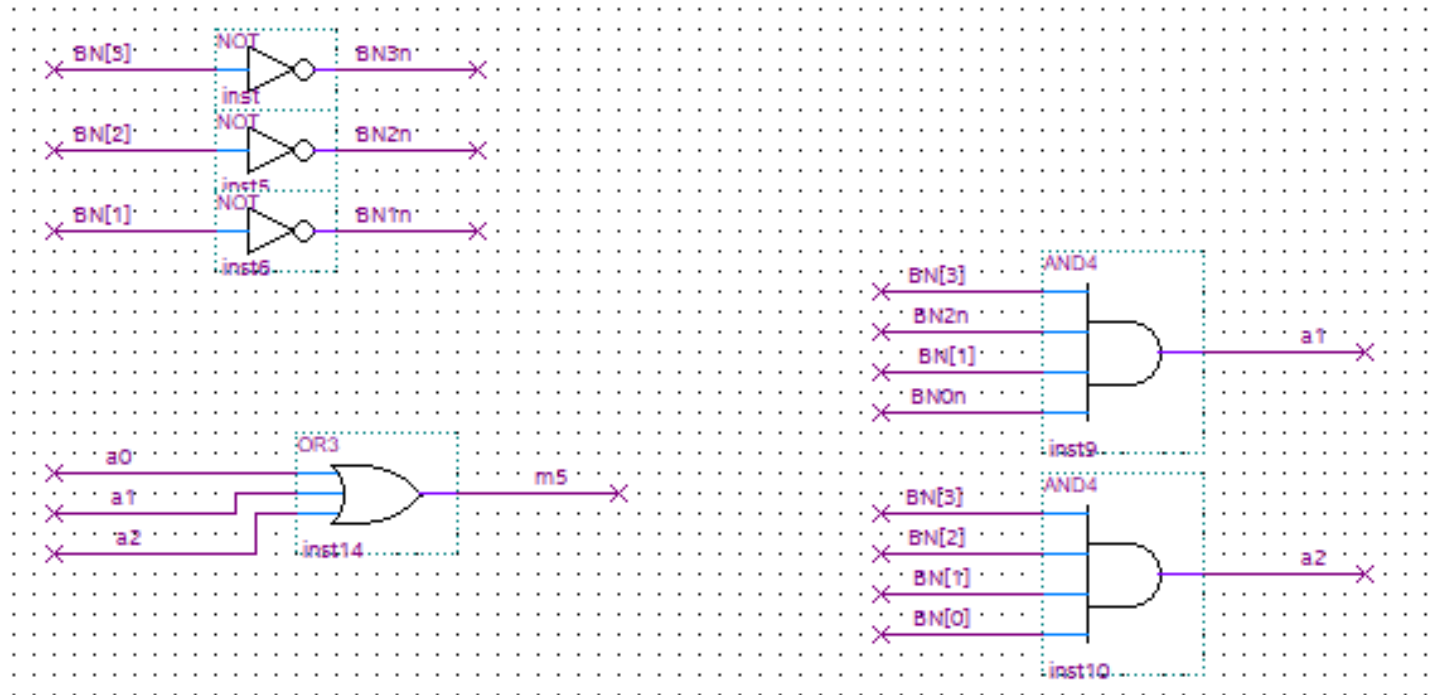 NOT
BN[3]
BN3n
inst
NOT
BN[2]
BN2n
inst5
NOT
BN[1]
BN1n
inst6
OR3
a0
a1
a2
m5
inst14
AND4
BN[3]
BN2n
BN[1]
BN0n
a1
inst9
AND4
BN[3]
BN[2]
BN[1]
BN[0]
a2
inst10